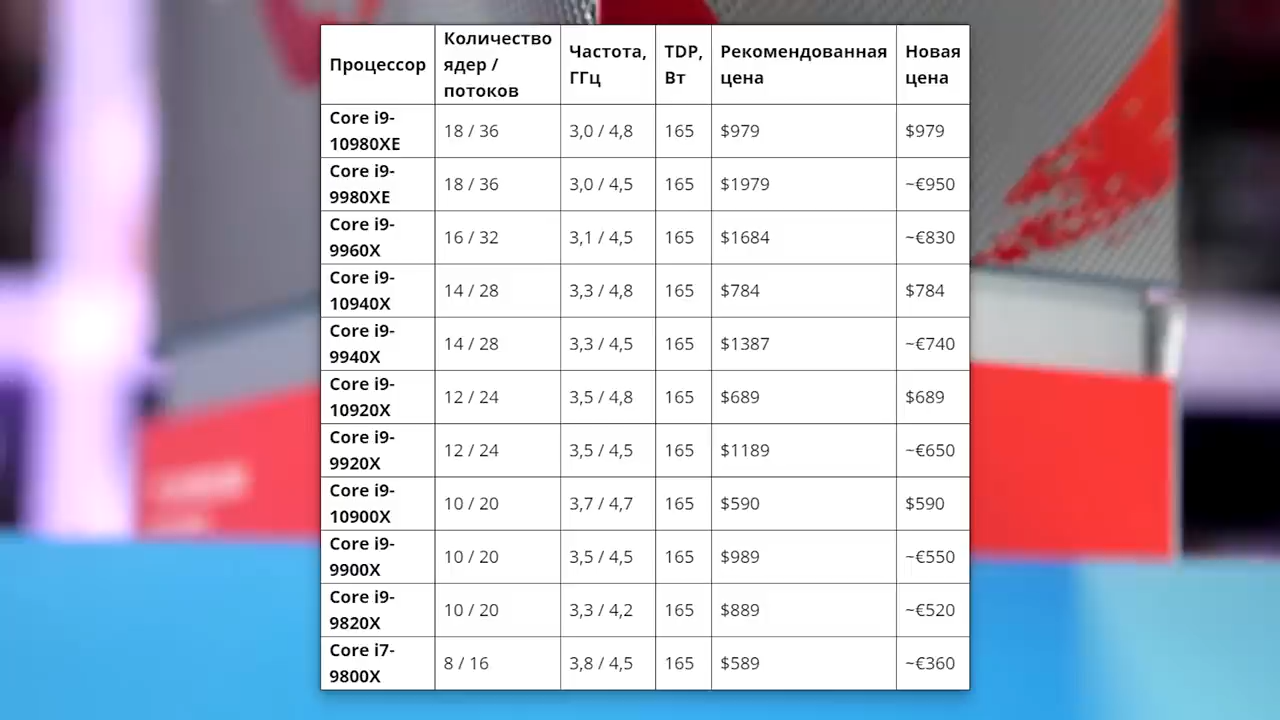 Процессор
Количество
ядер /
потоков
Частота,
ГГц
TDP,
Вт
Рекомендованная
цена
Новая
цена
Core i9-
10980XE
18 / 36
3,0 / 4,8
165
$979
$979
Core i9-
9980XE
18 / 36
3,0 / 4,5
165
$1979
~€950
Core i9-
9960X
16 / 32
3,1 / 4,5
165
$1684
~€830
Core i9-
10940X
14 / 28
3,3 / 4,8
165
$784
$784
Core i9-
9940X
14 / 28
3,3 / 4,5
165
$1387
~€740
Core i9-
10920X
12 / 24
3,5 / 4,8
165
$689
$689
Core i9-
9920X
12 / 24
3,5 / 4,5
165
$1189
~€650
Core i9-
10900X
10 / 20
3,7 / 4,7
165
$590
$590
Core i9-
9900X
10 / 20
3,5 / 4,5
165
$989
~€550
Core i9-
9820X
10 / 20
3,3 / 4,2
165
$889
~€520
Core i7-
9800X
8 / 16
3,8 / 4,5
165
$589
~€360